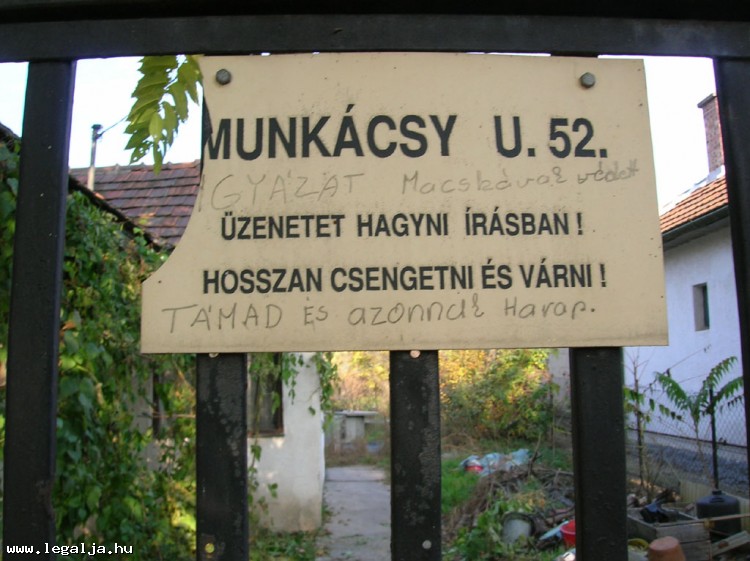 MUNKÁCSY U. 52.
IGYÁZAT Macskával védett
ÜZENETET HAGYNI ÍRÁSBAN!
HOSSZAN CSENGETNI ÉS VÁRNI!
TÁMAD ÉS azonnal Harap.
www.legalja.hu